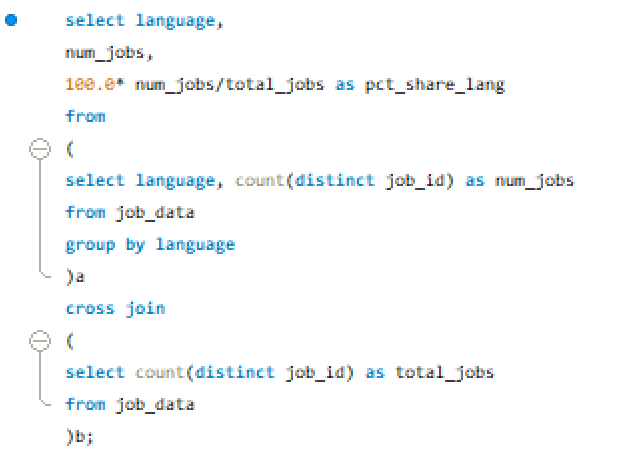 select language,
num_jobs,
100.0* num_jobs/total_jobs as pct_share_lang
from
(
select language, count(distinct job_id) as num_jobs
from job_data
group by language
)a
cross join
(
select count(distinct job_id) as total_jobs
from job_data
)b;